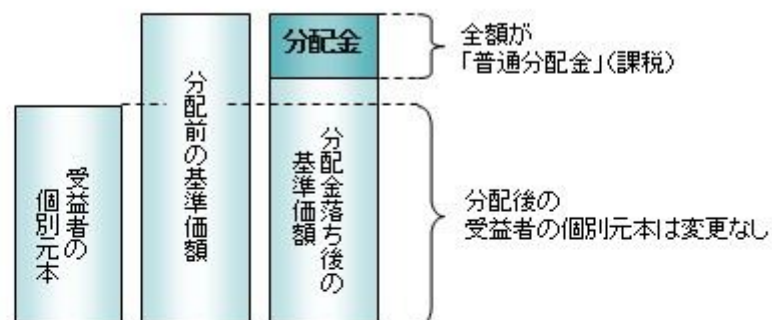 受益者の
個別元本
分配前の基準価額
分配金
分配金落ち後の
基準価額
全額が
「普通分配金」(課税)
分配後の
受益者の個別元本は変更なし